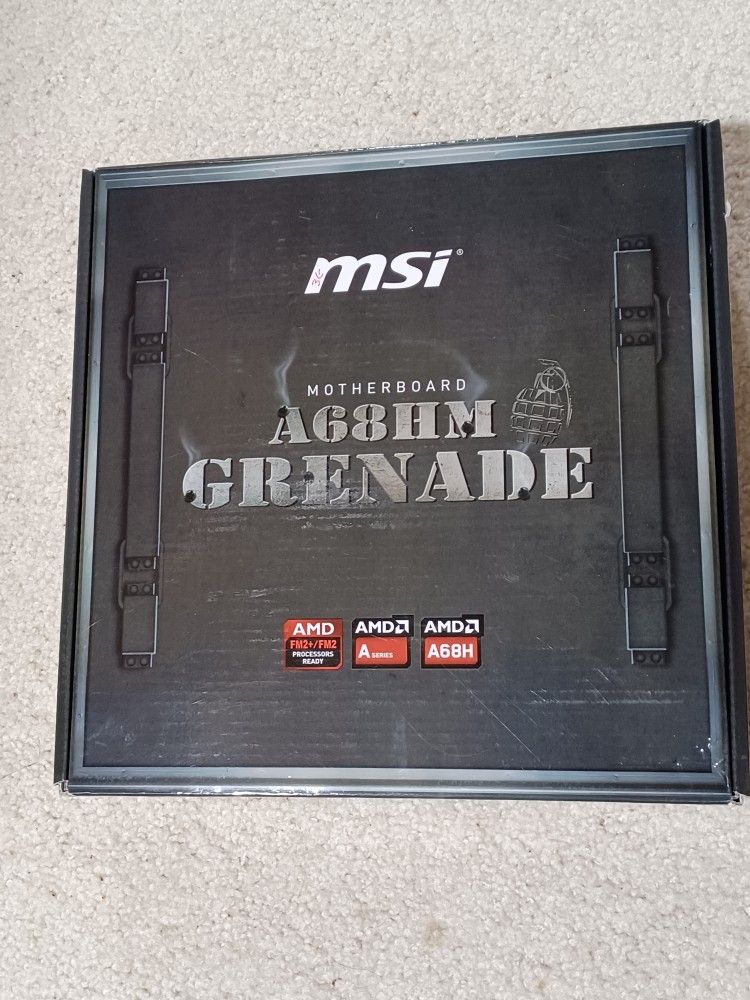 msi®
MOTHERBOARD
A68HM
GRENADE
AMD
FM2+/FM2
PROCESSORS
READY
AMD
A SERIES
AMD
A68H